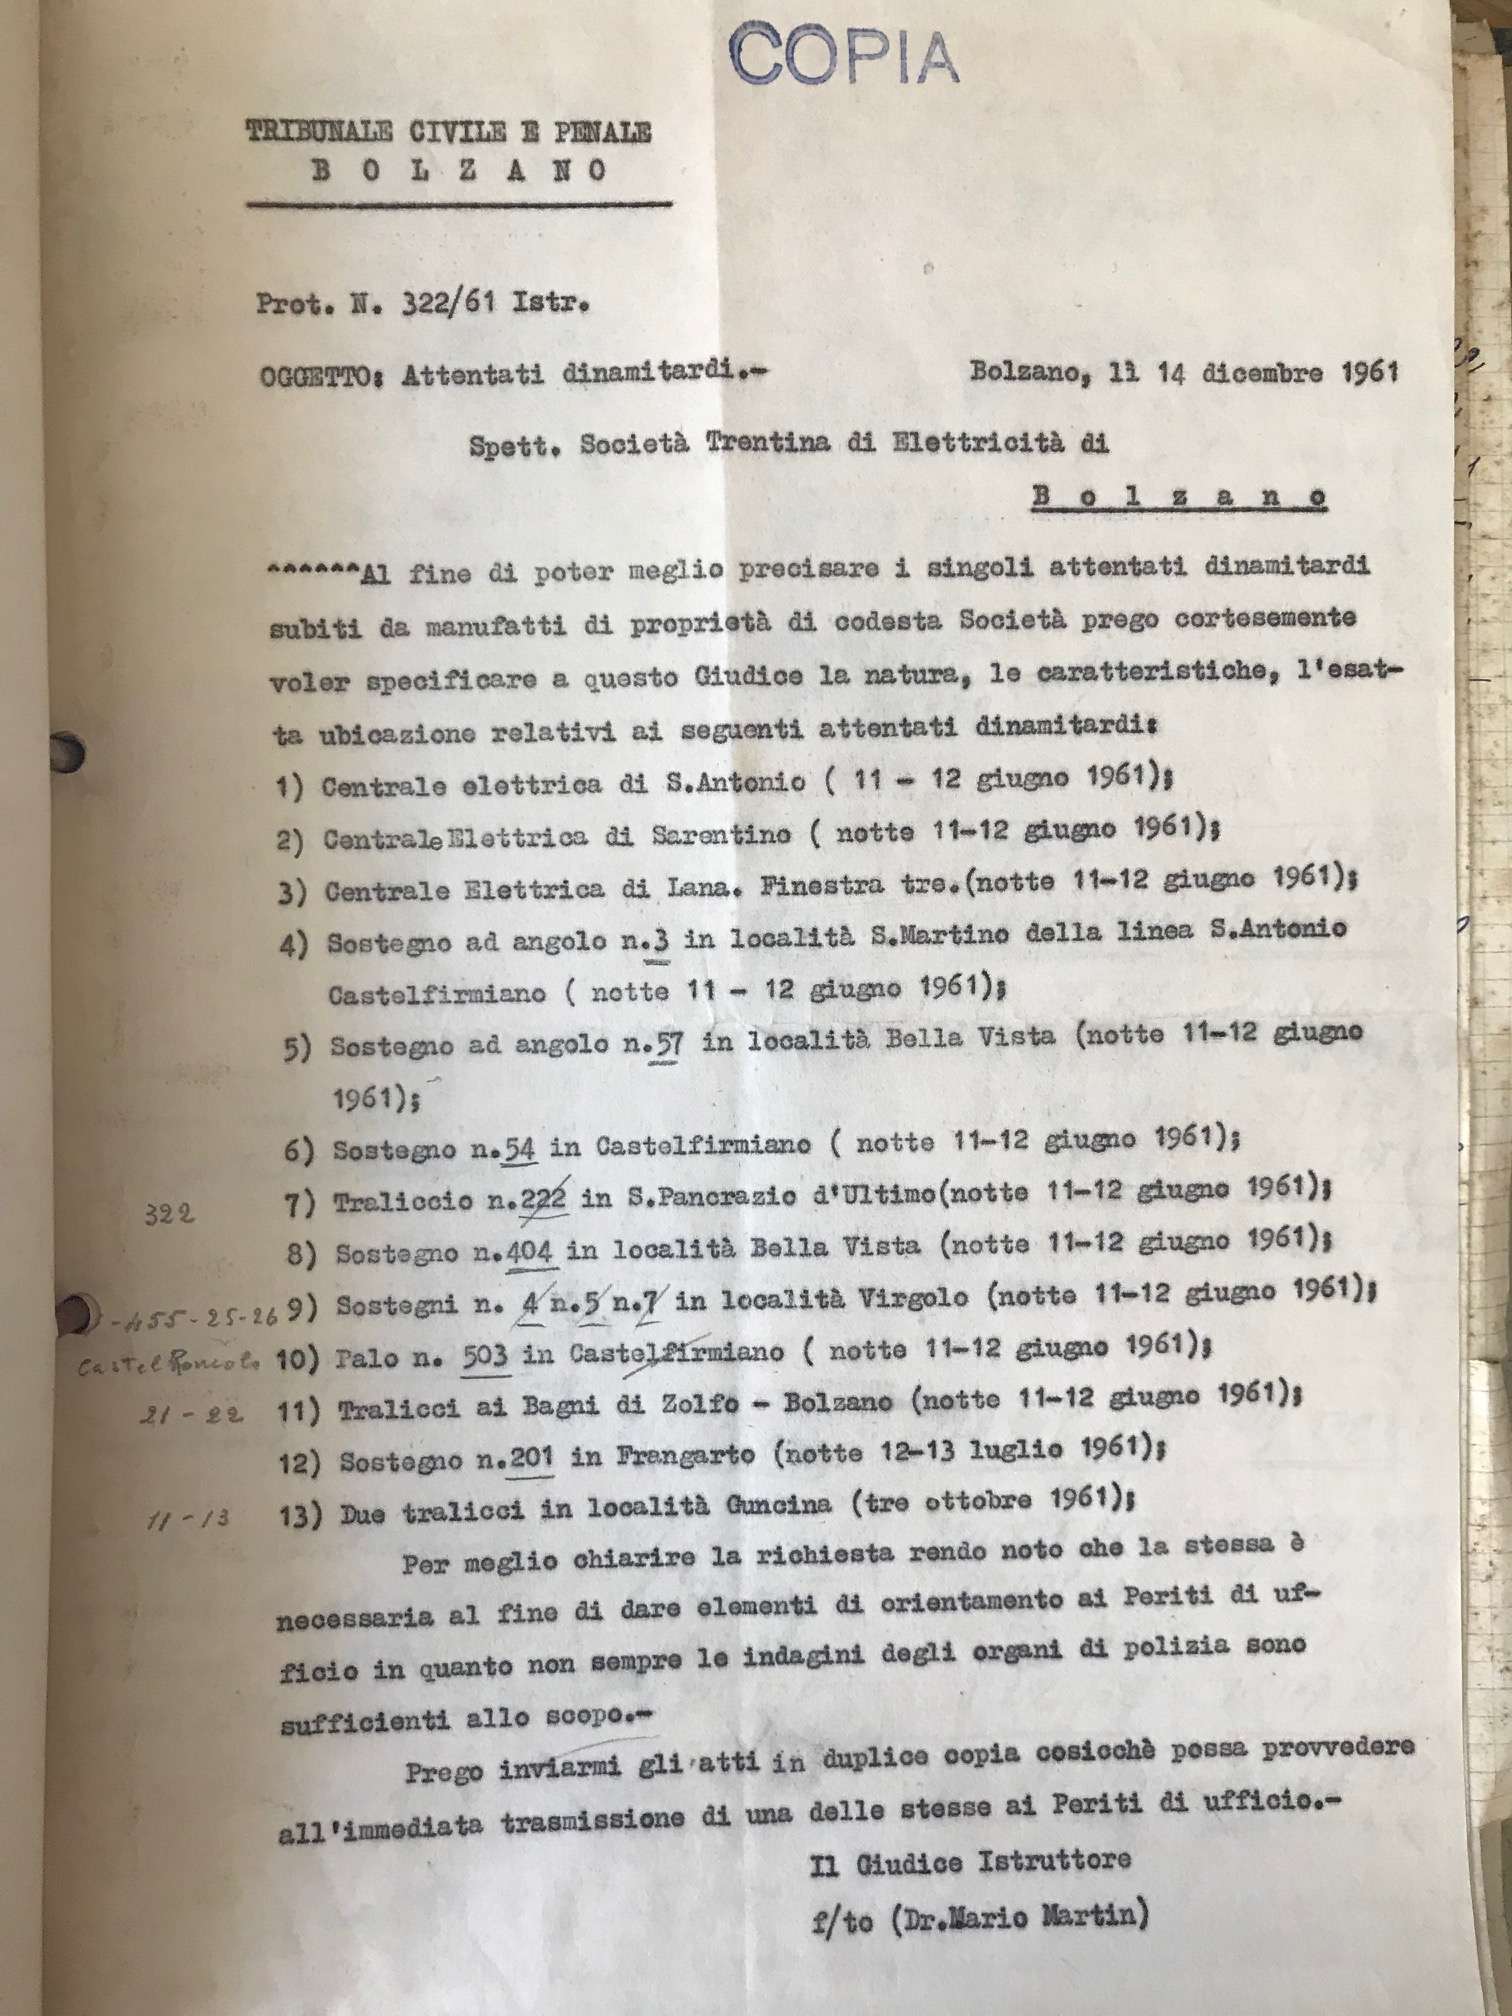 COPIA
TRIBUNALE CIVILE E PENALE
B O L Z A N O
Prot. N. 322/61 Istr.
OGGETTO: Attentati dinamitardi.-
Bolzano, lì 14 dicembre 1961
Spett. Società Trentina di Elettricità di
B o l z a n o
^^^^^^Al fine di poter meglio precisare i singoli attentati dinamitardi
subiti da manufatti di proprietà di codesta Società prego cortesemente
voler specificare a questo Giudice la natura, le caratteristiche, l'esat-
ta ubicazione relativi ai seguenti attentati dinamitardi:
1) Centrale elettrica di S.Antonio ( 11 - 12 giugno 1961);
2) Centrale Elettrica di Sarentino ( notte 11-12 giugno 1961);
3) Centrale Elettrica di Lana. Finestra tre.(notte 11-12 giugno 1961);
4) Sostegno ad angolo n.3 in località S.Martino della linea S.Antonio
Castelfirmiano ( notte 11 - 12 giugno 1961);
5) Sostegno ad angolo n.57 in località Bella Vista (notte 11-12 giugno
1961);
6) Sostegno n.54 in Castelfirmiano ( notte 11-12 giugno 1961);
322 7) Traliccio n.222 in S.Pancrazio d'Ultimo(notte 11-12 giugno 1961);
8) Sostegno n.404 in località Bella Vista (notte 11-12 giugno 1961);
-455-25-26 9) Sostegni n. 4 n.5 n.7 in località Virgolo (notte 11-12 giugno 1961);
Castel Roncolo 10) Palo n. 503 in Castelfirmiano ( notte 11-12 giugno 1961);
21-22 11) Tralicci ai Bagni di Zolfo - Bolzano (notte 11-12 giugno 1961);
12) Sostegno n.201 in Frangarto (notte 12-13 luglio 1961);
11-13 13) Due tralicci in località Guncina (tre ottobre 1961);
Per meglio chiarire la richiesta rendo noto che la stessa è
necessaria al fine di dare elementi di orientamento ai Periti di uf-
ficio in quanto non sempre le indagini degli organi di polizia sono
sufficienti allo scopo.-
Prego inviarmi gli atti in duplice copia cosicchè possa provvedere
all'immediata trasmissione di una delle stesse ai Periti di ufficio.-
Il Giudice Istruttore
f/to (Dr.Mario Martin)